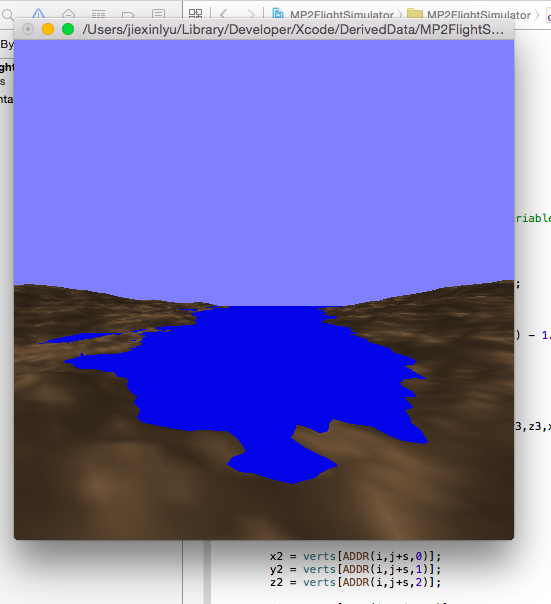 MP2FlightSimulator MP2FlightSimulator
/Users/jiexinlyu/Library/Developer/Xcode/DerivedData/MP2FlightS...
By
ght
s
nta
riable
;
) - 1.
3,z3,x
x2 = verts[ADDR(i,j+s,0)];
y2 = verts[ADDR(i,j+s,1)];
z2 = verts[ADDR(i,j+s,2)];